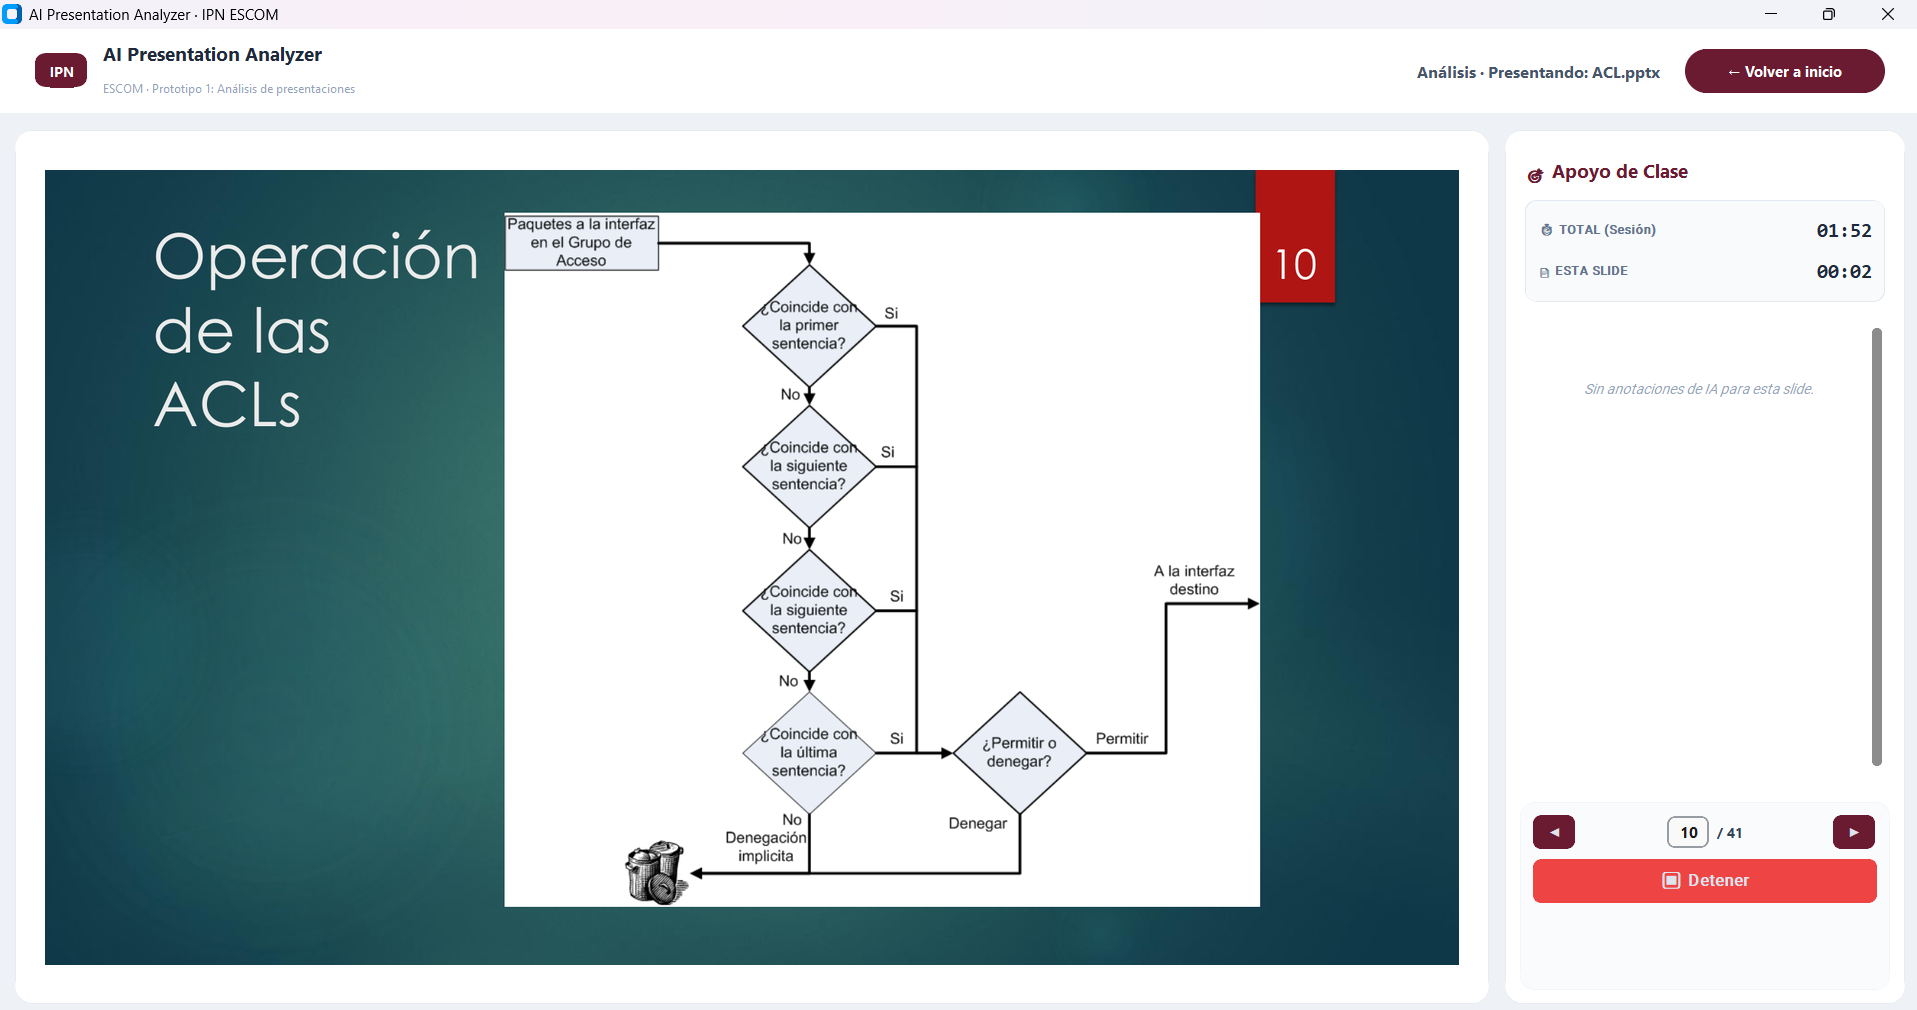 AI Presentation Analyzer · IPN ESCOM
IPN
AI Presentation Analyzer
ESCOM · Prototipo 1: Análisis de presentaciones
Análisis · Presentando: ACL.pptx
← Volver a inicio
Operación
de las
ACLs
10
Paquetes a la interfaz
en el Grupo de
Acceso
¿Coincide con
la primer
sentencia?
Si
No
¿Coincide con
la siguiente
sentencia?
Si
No
¿Coincide con
la siguiente
sentencia?
Si
No
¿Coincide con
la última
sentencia?
Si
No
Denegación
implicita
¿Permitir o
denegar?
Permitir
Denegar
A la interfaz
destino
Apoyo de Clase
TOTAL (Sesión) 01:52
ESTA SLIDE 00:02
Sin anotaciones de IA para esta slide.
◄ 10 / 41 ►
Detener